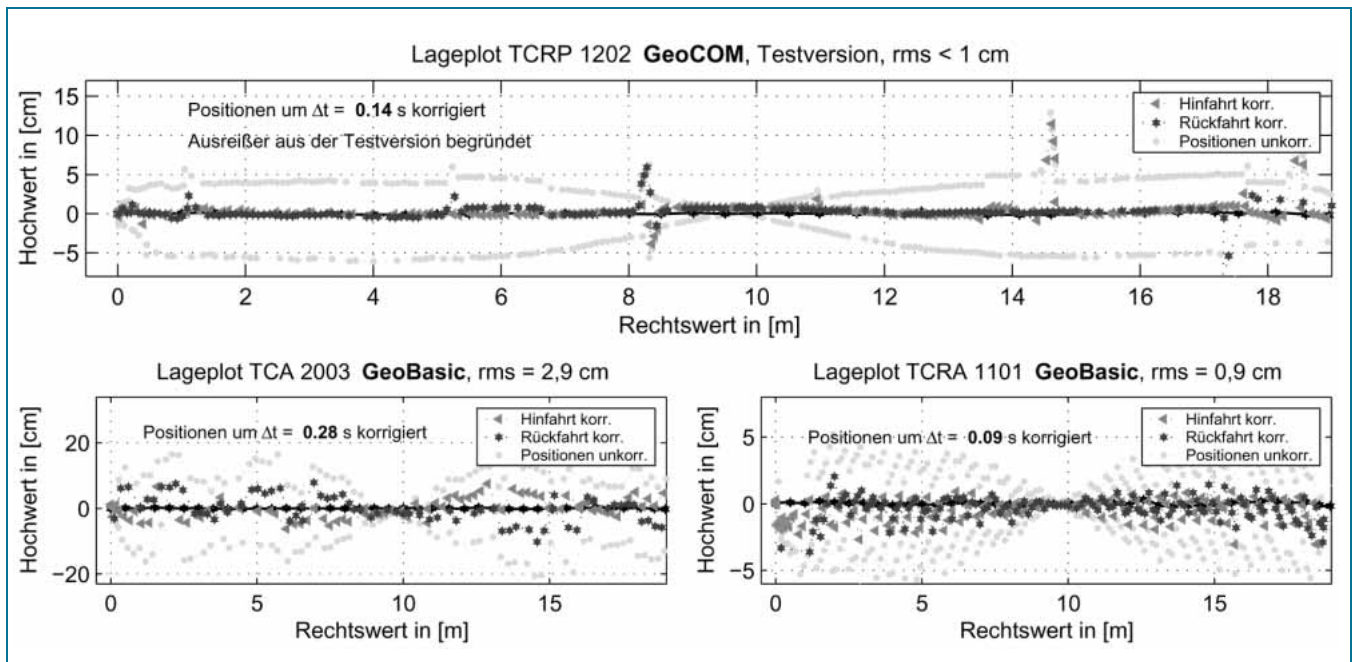 Lageplot TCRP 1202 GeoCOM, Testversion, rms < 1 cm
Hochwert in [cm]
15
10
5
0
−5
Positionen um Δt = 0.14 s korrigiert
Ausreißer aus der Testversion begründet
Hinfahrt korr.
Rückfahrt korr.
Positionen unkorr.
0 2 4 6 8 10 12 14 16 18
Rechtswert in [m]
Lageplot TCA 2003 GeoBasic, rms = 2,9 cm
Hochwert in [cm]
20
0
−20
Positionen um Δt = 0.28 s korrigiert
Hinfahrt korr.
Rückfahrt korr.
Positionen unkorr.
0 5 10 15
Rechtswert in [m]
Lageplot TCRA 1101 GeoBasic, rms = 0,9 cm
Hochwert in [cm]
5
0
−5
Positionen um Δt = 0.09 s korrigiert
Hinfahrt korr.
Rückfahrt korr.
Positionen unkorr.
0 5 10 15
Rechtswert in [m]